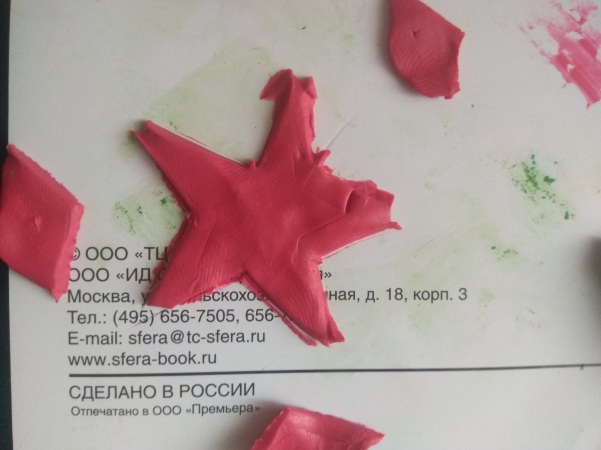 © ООО «ТЦ
ООО «ИД
Москва, ная, д. 18, корп. 3
Тел.: (495) 656-7505, 656-
E-mail: sfera@tc-sfera.ru
www.sfera-book.ru
СДЕЛАНО В РОССИИ
Отпечатано в ООО «Премьера»